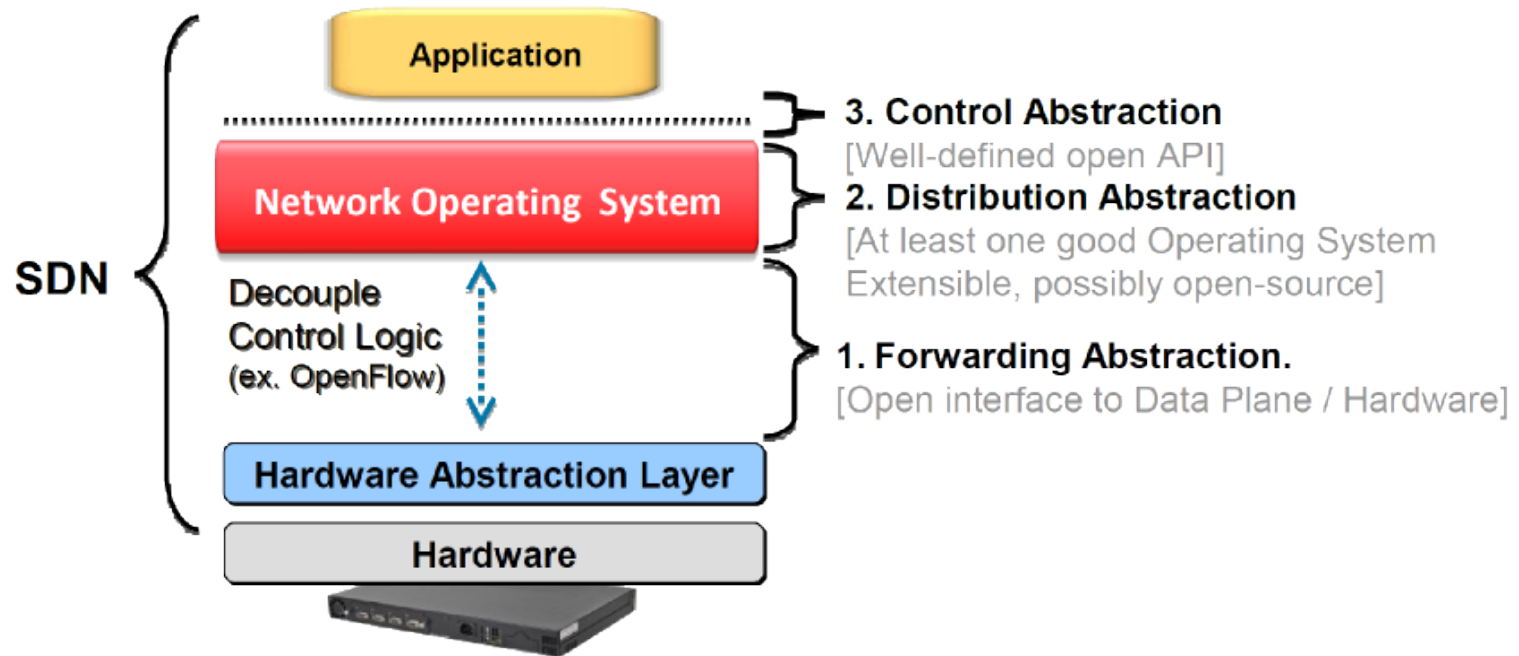 Application
3. Control Abstraction
[Well-defined open API]
Network Operating System
2. Distribution Abstraction
[At least one good Operating System
Extensible, possibly open-source]
SDN
Decouple
Control Logic
(ex. OpenFlow)
1. Forwarding Abstraction.
[Open interface to Data Plane / Hardware]
Hardware Abstraction Layer
Hardware